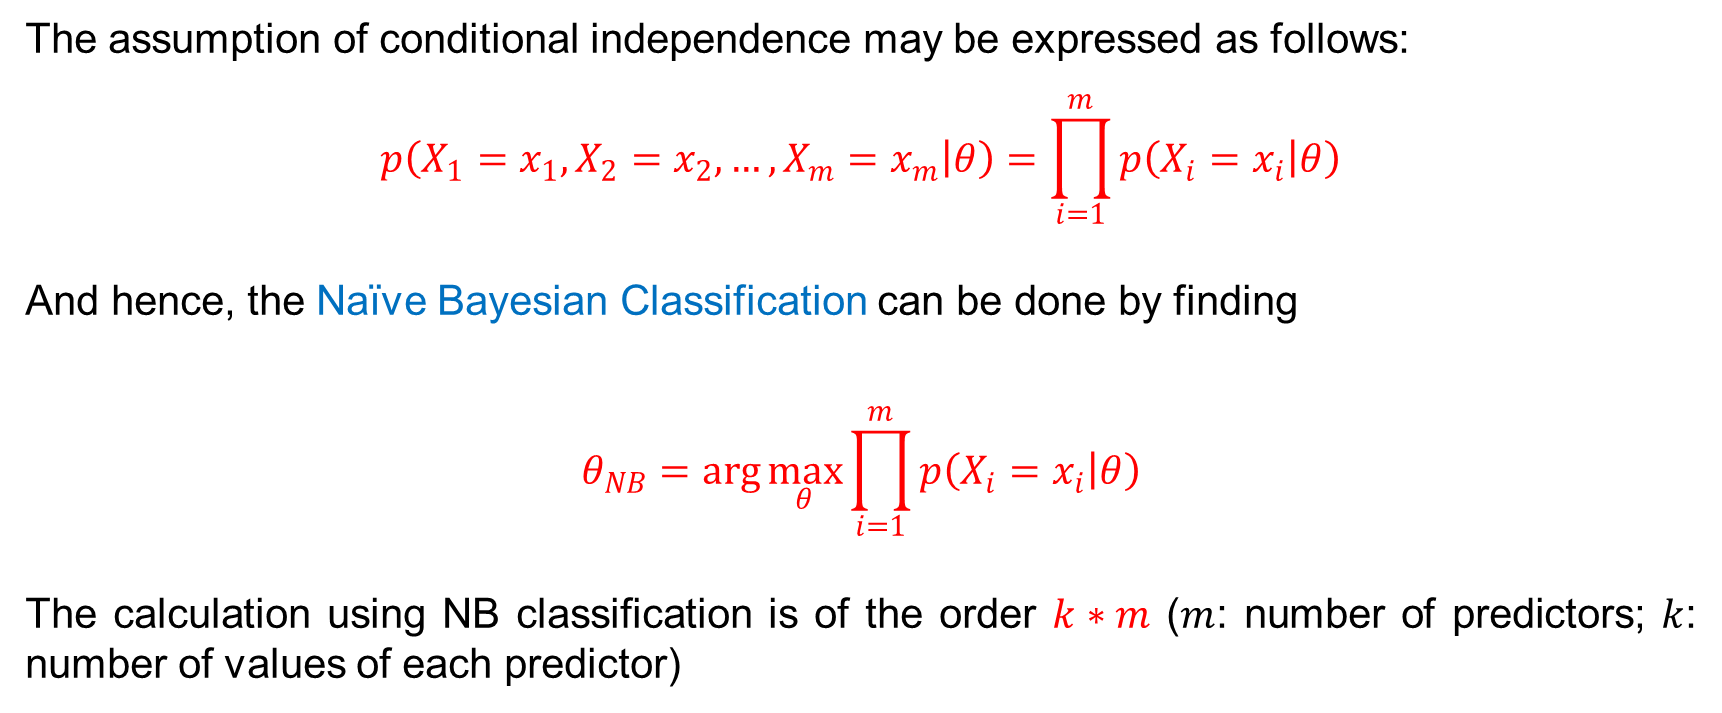 The assumption of conditional independence may be expressed as follows:
p(X₁ = x₁, X₂ = x₂, … , Xₘ = xₘ|θ) = ∏ᵢ₌₁ᵐ p(Xᵢ = xᵢ|θ)
And hence, the Naïve Bayesian Classification can be done by finding
θ_NB = arg max_θ ∏ᵢ₌₁ᵐ p(Xᵢ = xᵢ|θ)
The calculation using NB classification is of the order k ∗ m (m: number of predictors; k:
number of values of each predictor)